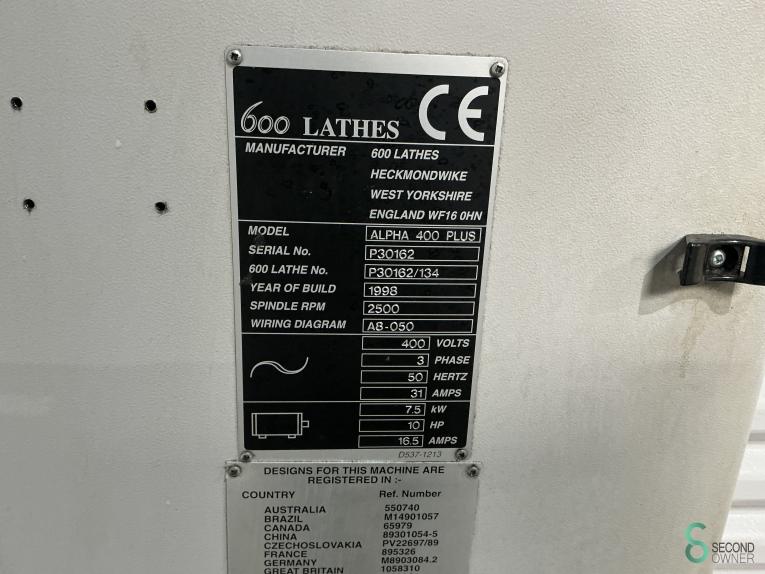 600 LATHES CE
MANUFACTURER 600 LATHES
HECKMONDWIKE
WEST YORKSHIRE
ENGLAND WF16 0HN
MODEL ALPHA 400 PLUS
SERIAL No. P30162
600 LATHE No. P30162/134
YEAR OF BUILD 1998
SPINDLE RPM 2500
WIRING DIAGRAM A8-050
400 VOLTS
3 PHASE
50 HERTZ
31 AMPS
7.5 kW
10 HP
16.5 AMPS
D537-1213
DESIGNS FOR THIS MACHINE ARE
REGISTERED IN :-
COUNTRY Ref. Number
AUSTRALIA 550740
BRAZIL M14901057
CANADA 65979
CHINA 89301054-5
CZECHOSLOVAKIA PV22697/89
FRANCE 895326
GERMANY M8903084.2
GREAT BRITAIN 1058310
SECOND
OWNER